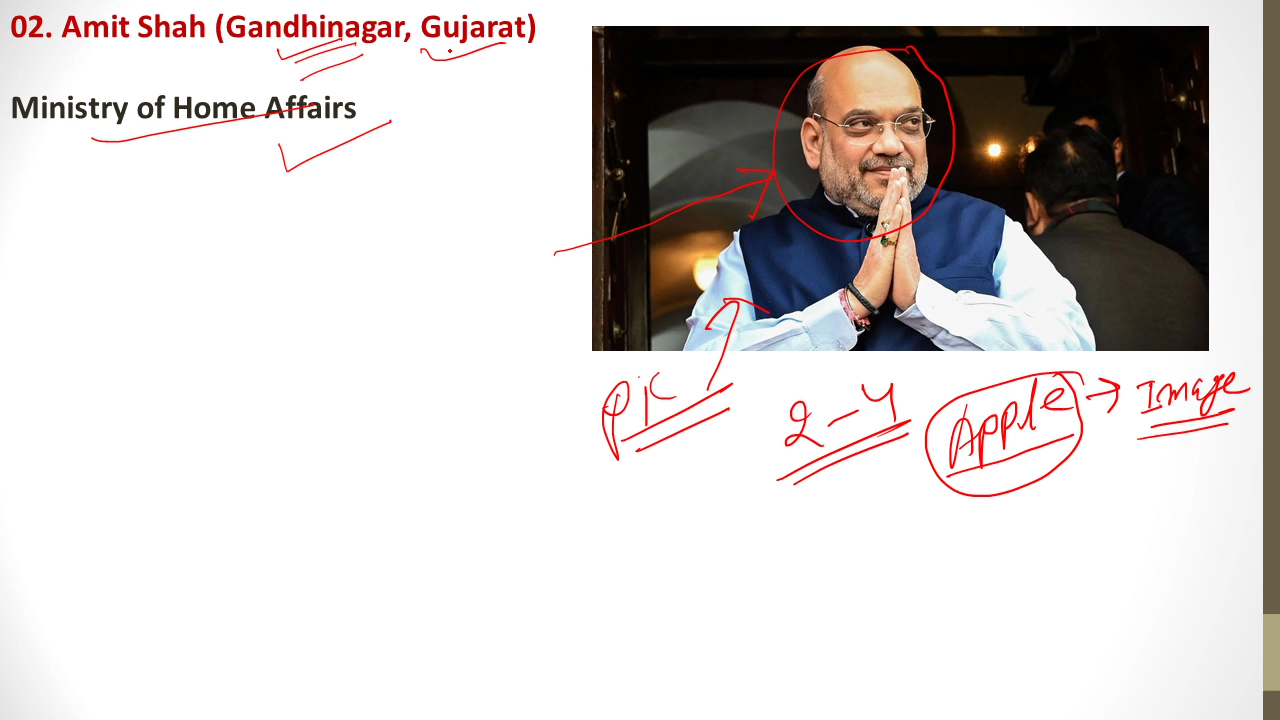 02. Amit Shah (Gandhinagar, Gujarat)
Ministry of Home Affairs
Pic 2-4 Apple → Image